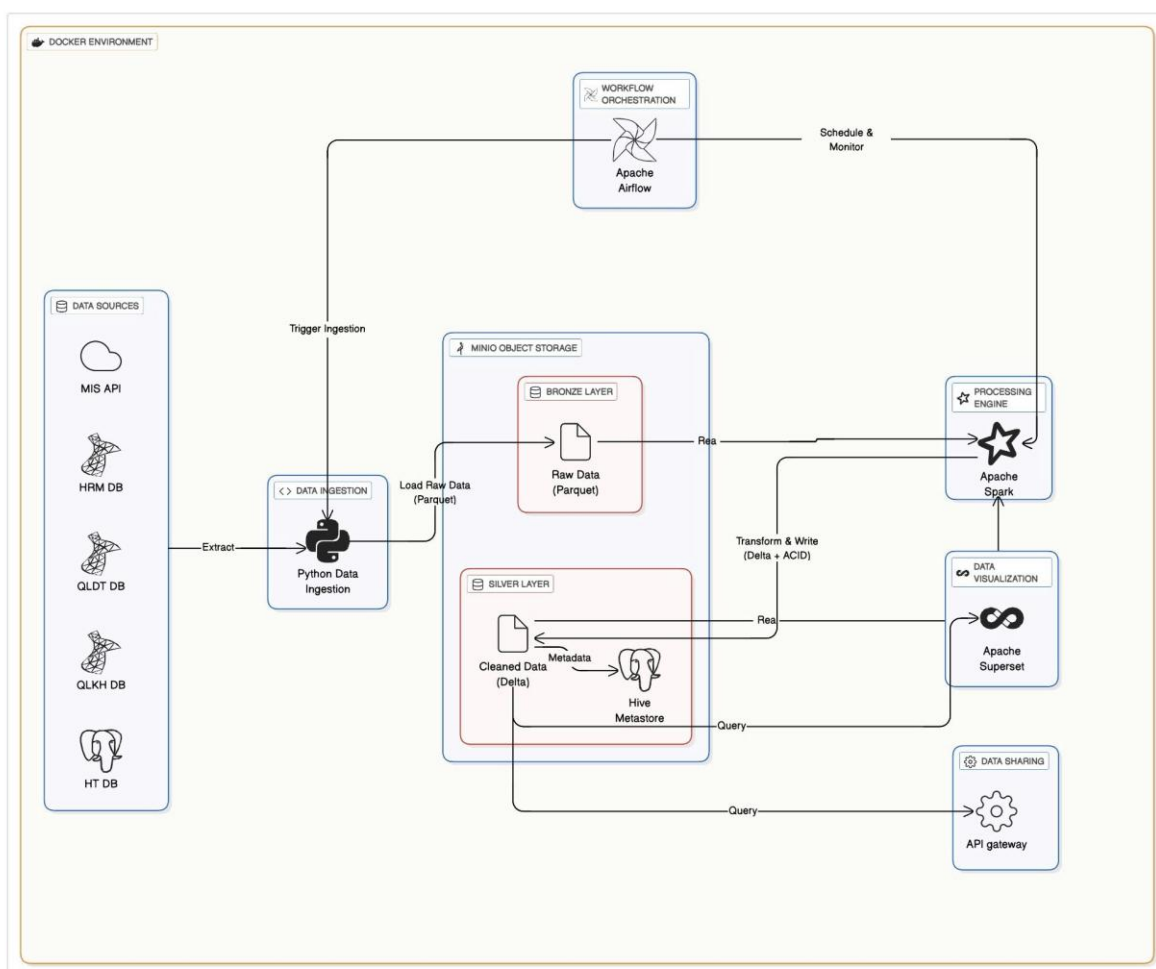 DOCKER ENVIRONMENT
WORKFLOW
ORCHESTRATION
Apache
Airflow
Schedule &
Monitor
Trigger Ingestion
DATA SOURCES
MIS API
HRM DB
QLDT DB
QLKH DB
HT DB
Extract
DATA INGESTION
Python Data
Ingestion
Load Raw Data
(Parquet)
MINIO OBJECT STORAGE
BRONZE LAYER
Raw Data
(Parquet)
Rea
PROCESSING
ENGINE
Apache
Spark
Transform & Write
(Delta + ACID)
SILVER LAYER
Cleaned Data
(Delta)
Metadata
Hive
Metastore
Rea
Query
DATA
VISUALIZATION
Apache
Superset
Query
DATA SHARING
API gateway